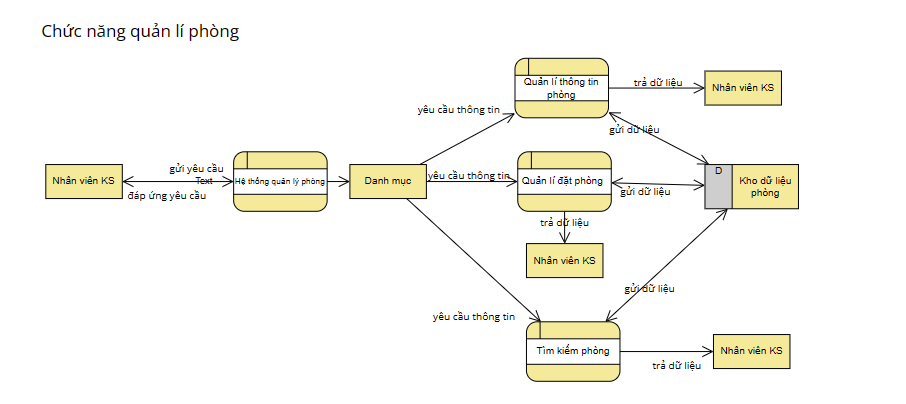 Chức năng quản lí phòng
Quản lí thông tin
phòng
trả dữ liệu
Nhân viên KS
yêu cầu thông tin
gửi dữ liệu
Nhân viên KS
gửi yêu cầu
Text
đáp ứng yêu cầu
Hệ thống quản lý phòng
Danh mục
yêu cầu thông tin
Quản lí đặt phòng
gửi dữ liệu
D
Kho dữ liệu
phòng
trả dữ liệu
Nhân viên KS
gửi dữ liệu
yêu cầu thông tin
Tìm kiếm phòng
trả dữ liệu
Nhân viên KS